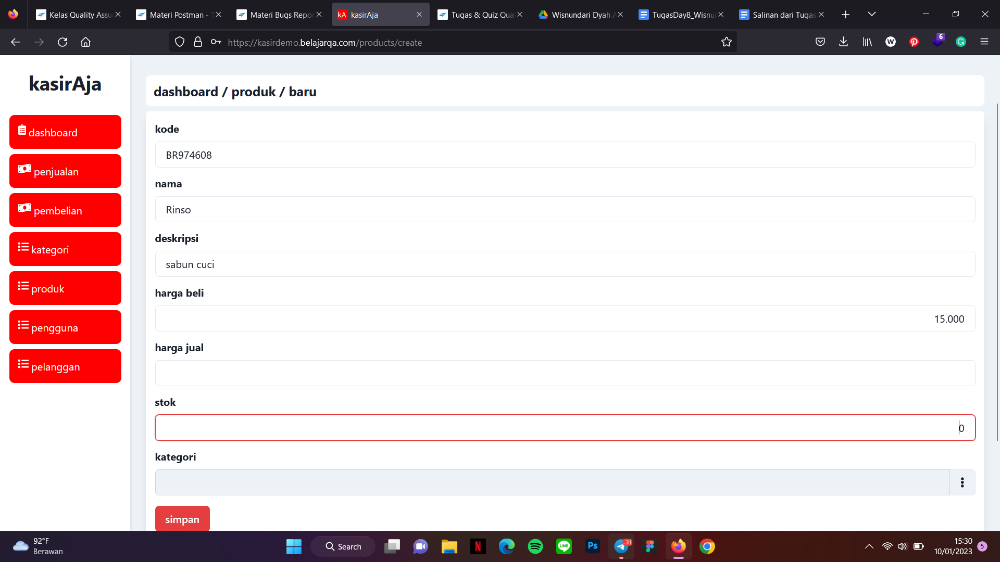 Kelas Quality Assu
Materi Postman - T
Materi Bugs Repor
kA kasirAja
Tugas & Quiz Qual
Wisnundari Dyah A
TugasDay8_Wisnu
Salinan dari Tugas
https://kasirdemo.belajarqa.com/products/create
W
6
kasirAja
dashboard
penjualan
pembelian
kategori
produk
pengguna
pelanggan
dashboard / produk / baru
kode
BR974608
nama
Rinso
deskripsi
sabun cuci
harga beli
15.000
harga jual
stok
0
kategori
simpan
92°F
Berawan
Search
N
LINE
Ps
..31
15:30
10/01/2023
5